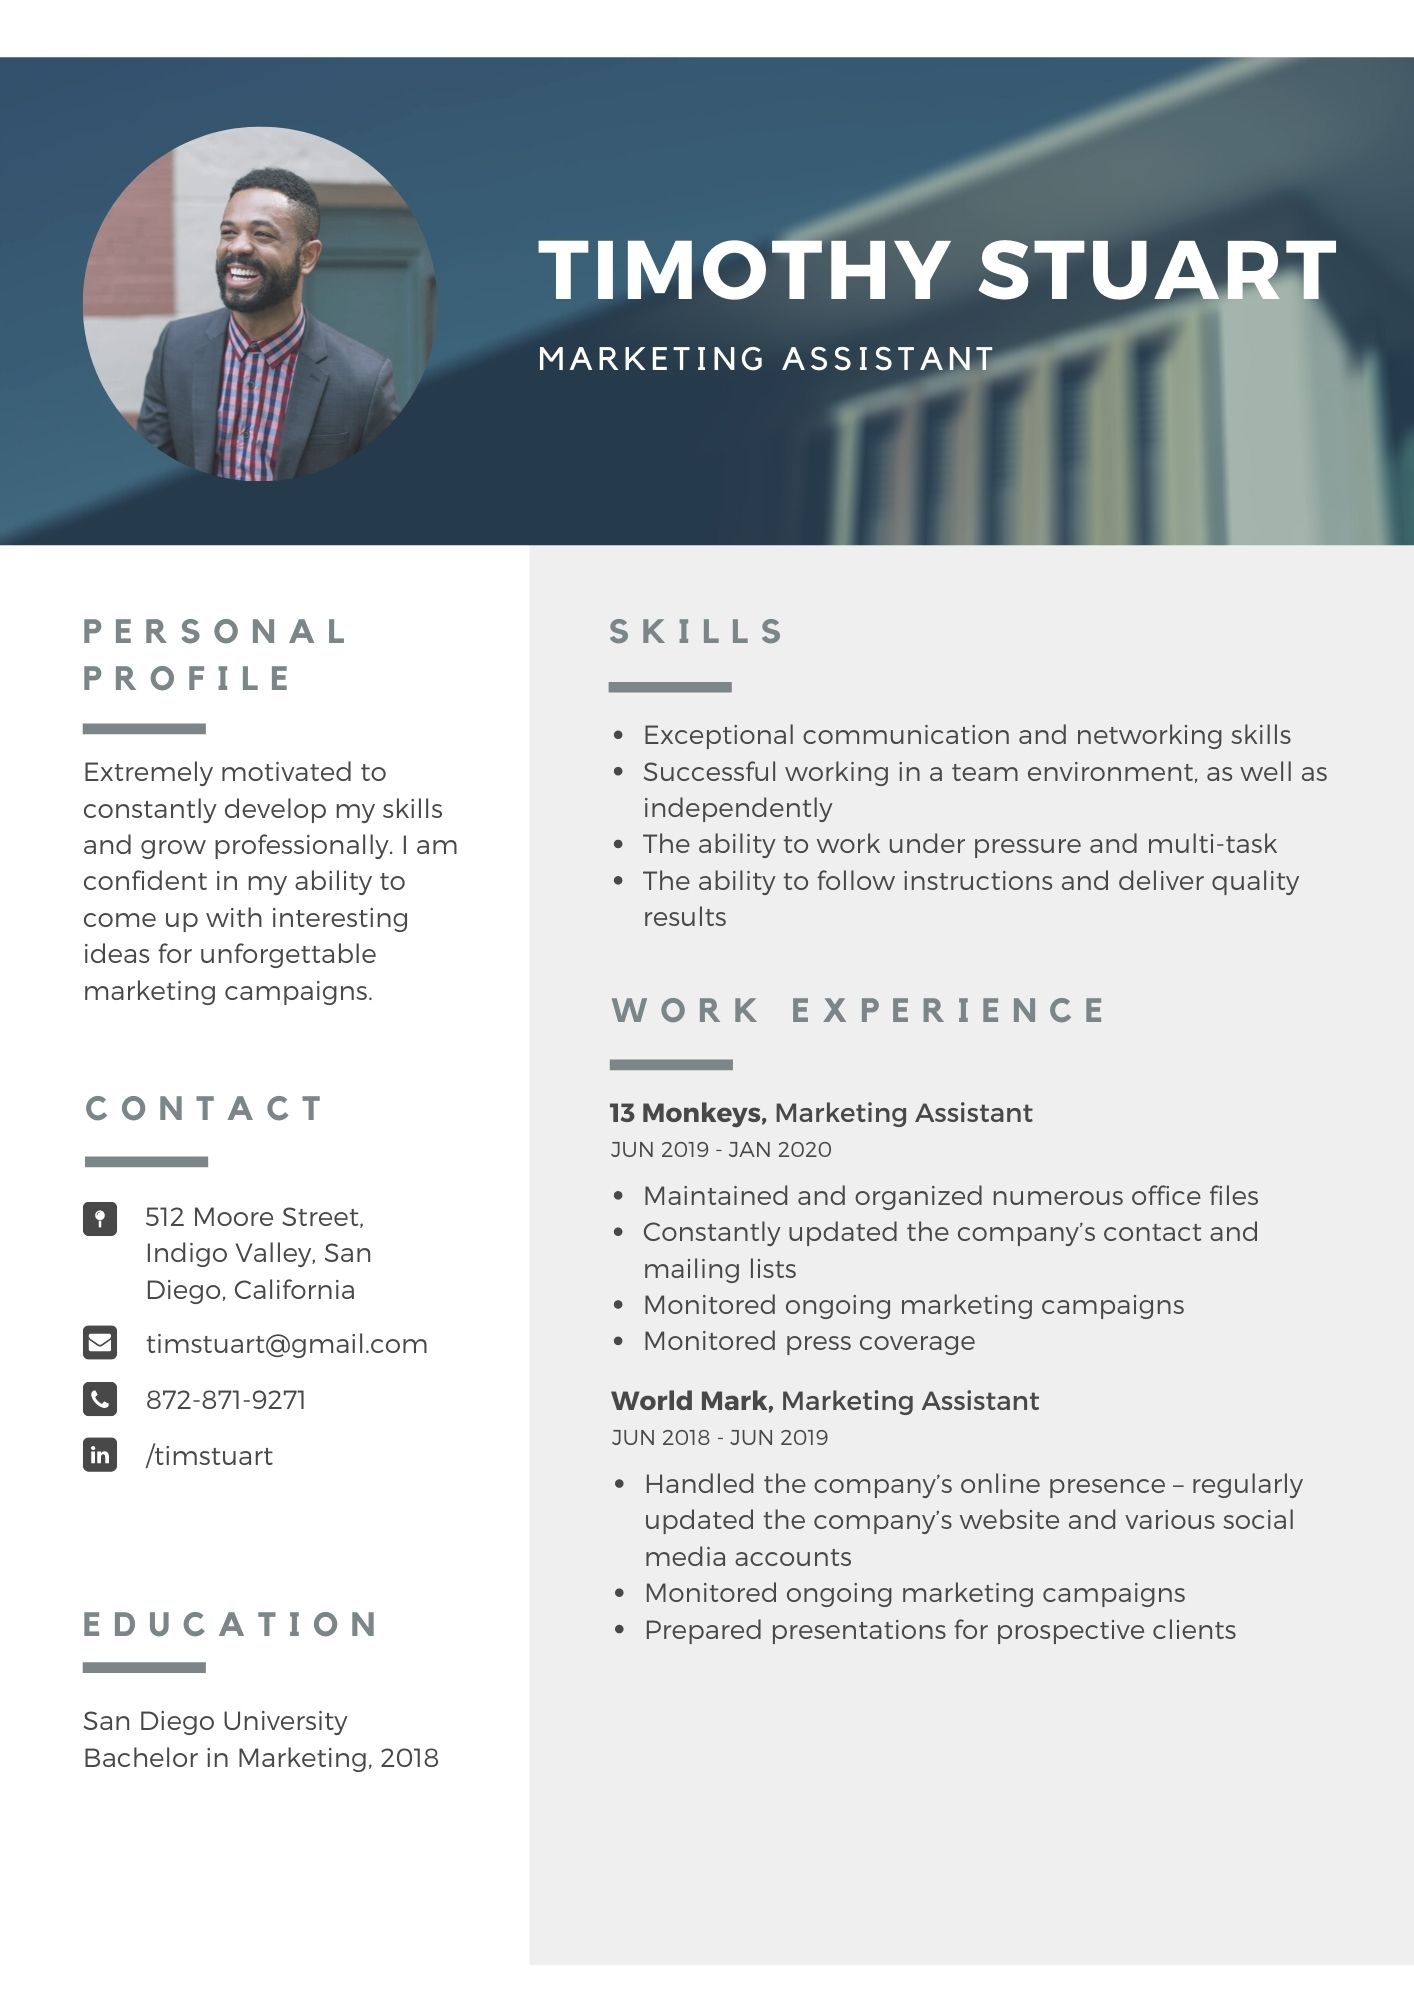 TIMOTHY STUART
MARKETING ASSISTANT
PERSONAL
PROFILE
Extremely motivated to
constantly develop my skills
and grow professionally. I am
confident in my ability to
come up with interesting
ideas for unforgettable
marketing campaigns.
CONTACT
512 Moore Street,
Indigo Valley, San
Diego, California
timstuart@gmail.com
872-871-9271
in /timstuart
EDUCATION
San Diego University
Bachelor in Marketing, 2018
SKILLS
• Exceptional communication and networking skills
• Successful working in a team environment, as well as
independently
• The ability to work under pressure and multi-task
• The ability to follow instructions and deliver quality
results
WORK EXPERIENCE
13 Monkeys, Marketing Assistant
JUN 2019 - JAN 2020
• Maintained and organized numerous office files
• Constantly updated the company’s contact and
mailing lists
• Monitored ongoing marketing campaigns
• Monitored press coverage
World Mark, Marketing Assistant
JUN 2018 - JUN 2019
• Handled the company’s online presence – regularly
updated the company’s website and various social
media accounts
• Monitored ongoing marketing campaigns
• Prepared presentations for prospective clients